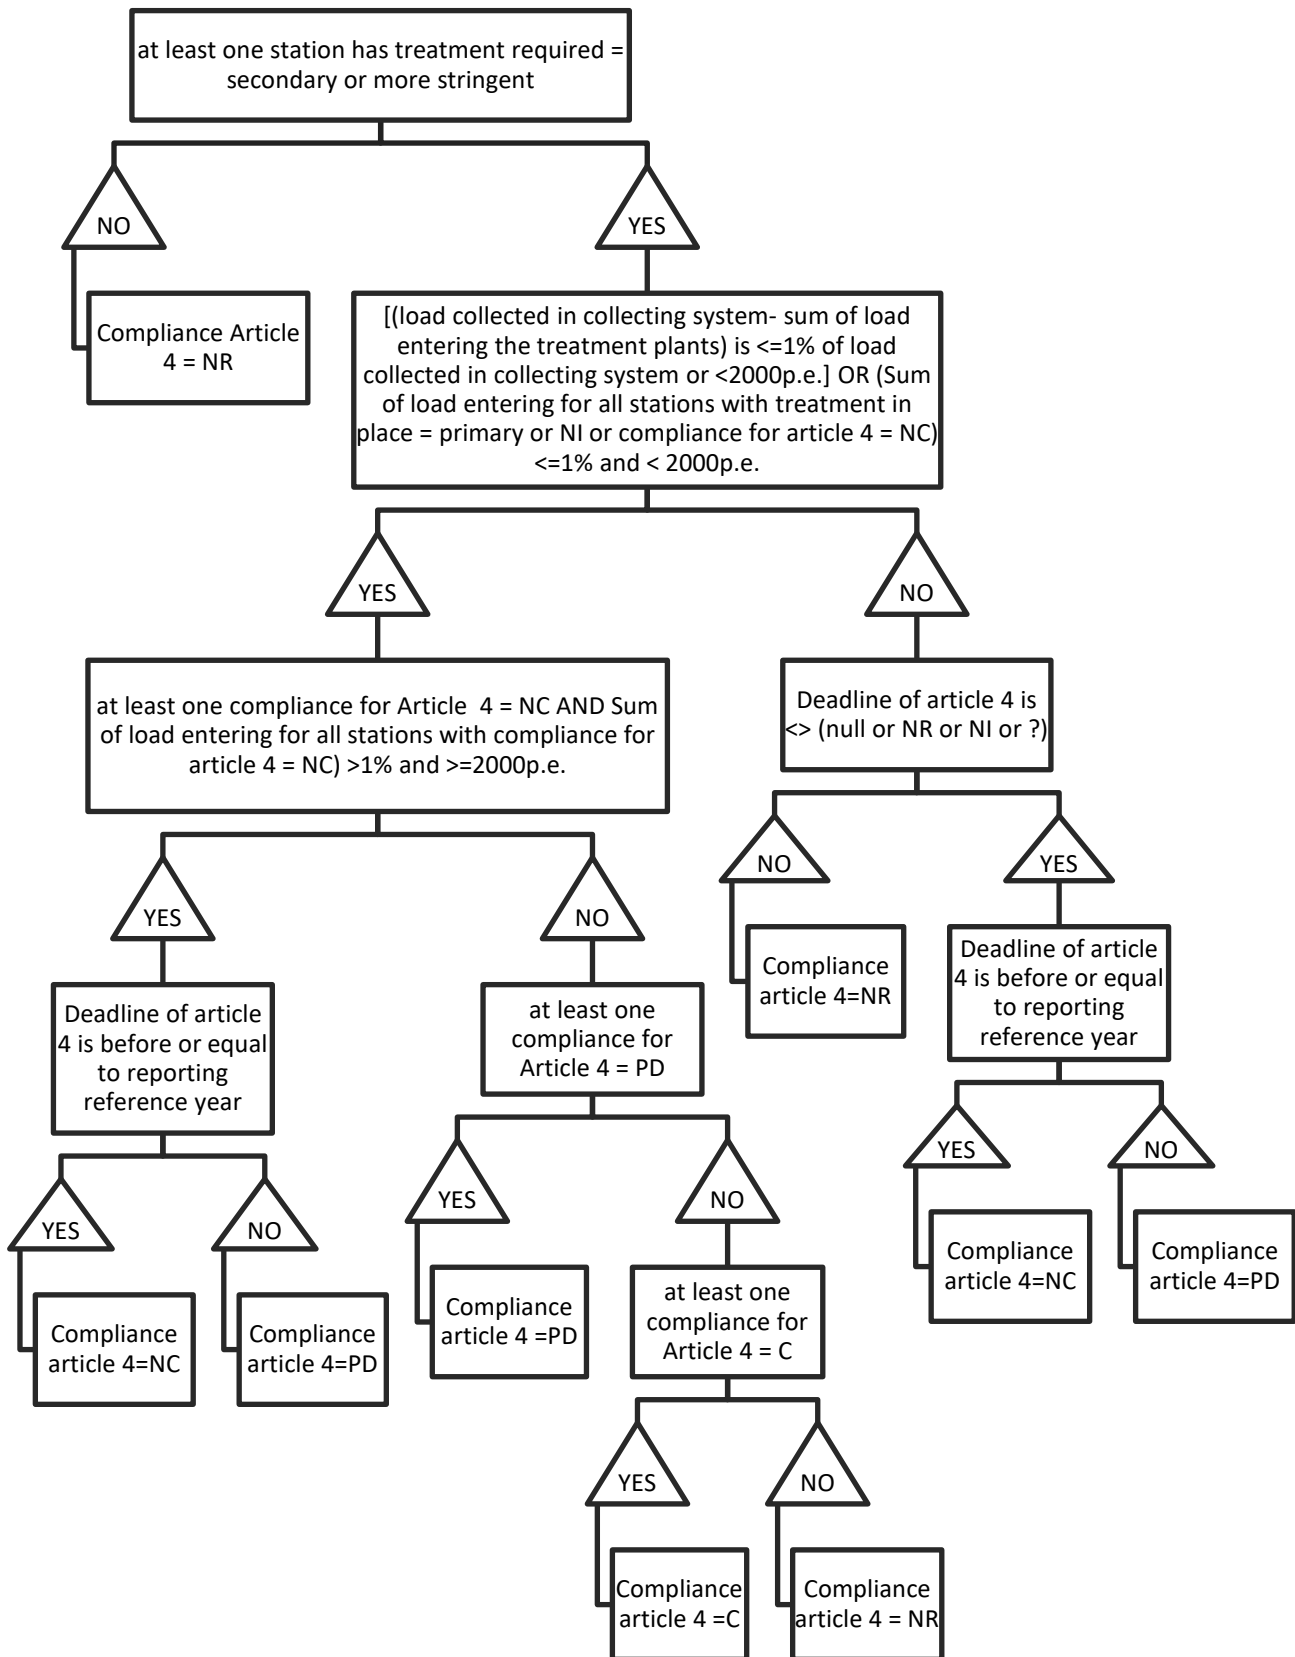 at least one station has treatment required =
secondary or more stringent
NO
YES
Compliance Article
4 = NR
[(load collected in collecting system- sum of load
entering the treatment plants) is <=1% of load
collected in collecting system or <2000p.e.] OR (Sum
of load entering for all stations with treatment in
place = primary or NI or compliance for article 4 = NC)
<=1% and < 2000p.e.
YES
NO
at least one compliance for Article  4 = NC AND Sum
of load entering for all stations with compliance for
article 4 = NC) >1% and >=2000p.e.
Deadline of article 4 is
<> (null or NR or NI or ?)
YES
NO
NO
YES
Deadline of article
4 is before or equal
to reporting
reference year
at least one
compliance for
Article 4 = PD
Compliance
article 4=NR
Deadline of article
4 is before or equal
to reporting
reference year
YES
NO
YES
NO
YES
NO
Compliance
article 4=NC
Compliance
article 4=PD
Compliance
article 4 =PD
at least one
compliance for
Article 4 = C
Compliance
article 4=NC
Compliance
article 4=PD
YES
NO
Compliance
article 4 =C
Compliance
article 4 = NR